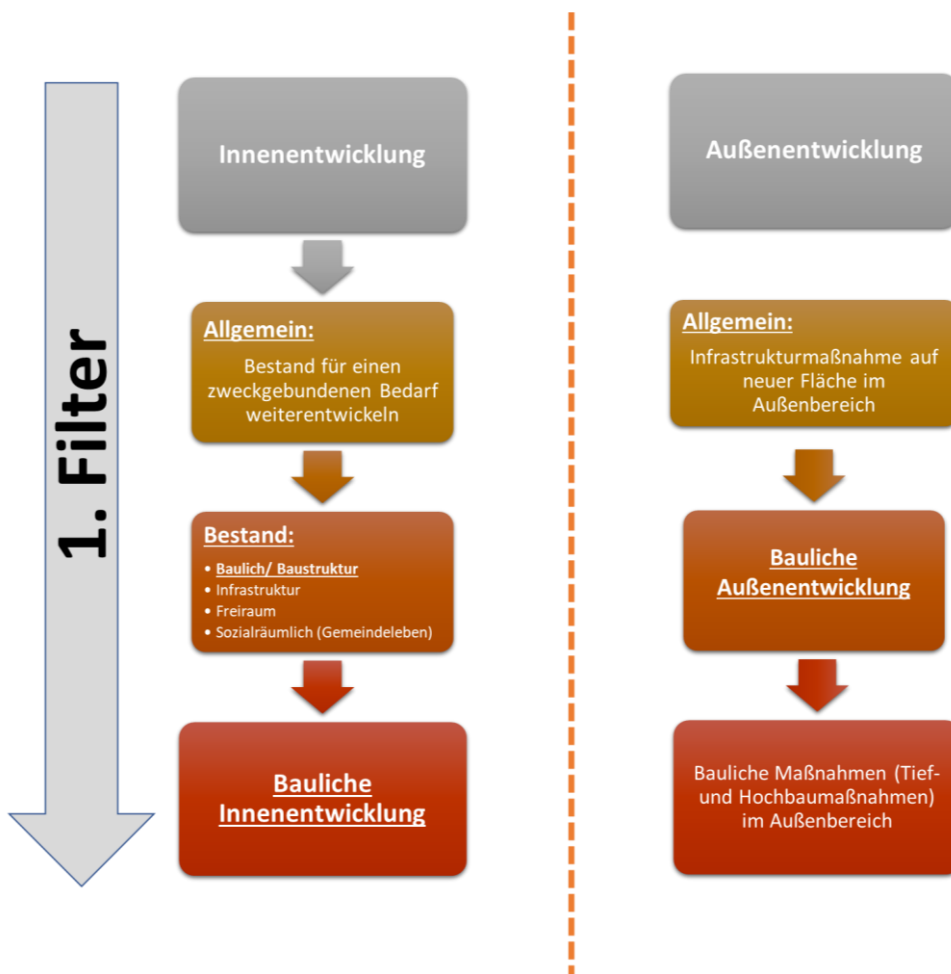 1. Filter
Innenentwicklung
Allgemein:
Bestand für einen
zweckgebundenen Bedarf
weiterentwickeln
Bestand:
• Baulich/ Baustruktur
• Infrastruktur
• Freiraum
• Sozialräumlich (Gemeindeleben)
Bauliche
Innenentwicklung
Außenentwicklung
Allgemein:
Infrastrukturmaßnahme auf
neuer Fläche im
Außenbereich
Bauliche
Außenentwicklung
Bauliche Maßnahmen (Tief-
und Hochbaumaßnahmen)
im Außenbereich